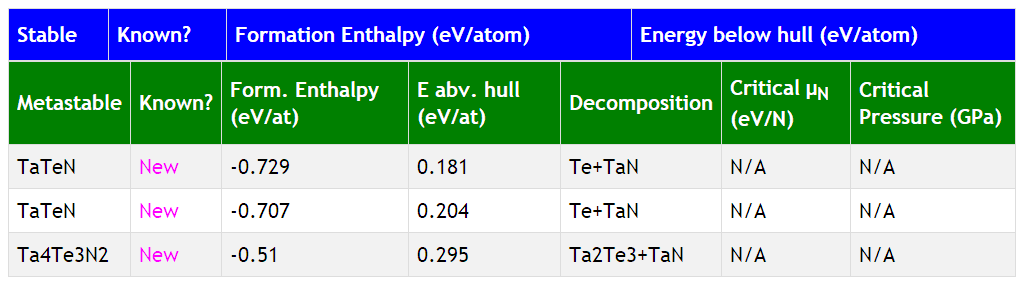 Stable Known? Formation Enthalpy (eV/atom) Energy below hull (eV/atom)
Metastable Known? Form. Enthalpy (eV/at) E abv. hull (eV/at) Decomposition Critical μN (eV/N) Critical Pressure (GPa)
TaTeN New -0.729 0.181 Te+TaN N/A N/A
TaTeN New -0.707 0.204 Te+TaN N/A N/A
Ta4Te3N2 New -0.51 0.295 Ta2Te3+TaN N/A N/A